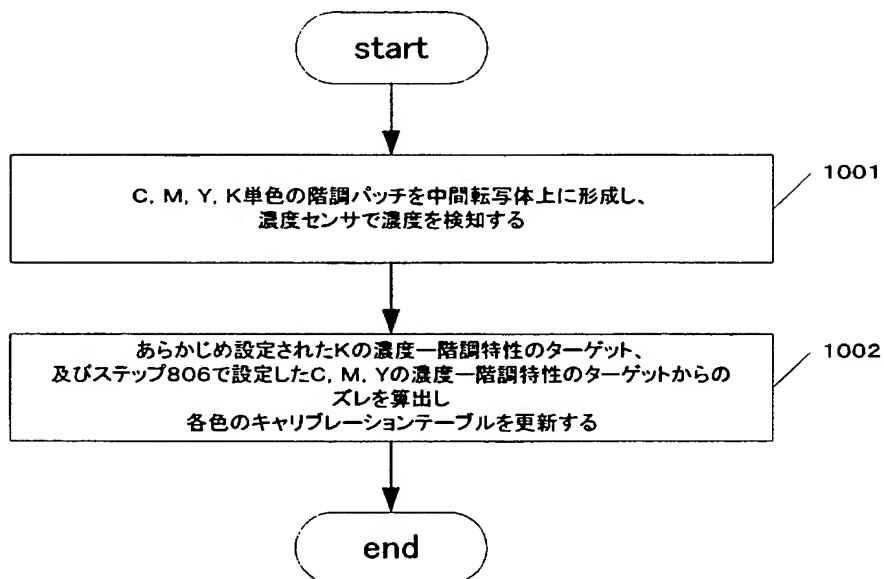 start
C, M, Y, K単色の階調パッチを中間転写体上に形成し、
濃度センサで濃度を検知する
1001
あらかじめ設定されたKの濃度ー階調特性のターゲット、
及びステップ806で設定したC, M, Yの濃度ー階調特性のターゲットからの
ズレを算出し
各色のキャリブレーションテーブルを更新する
1002
end